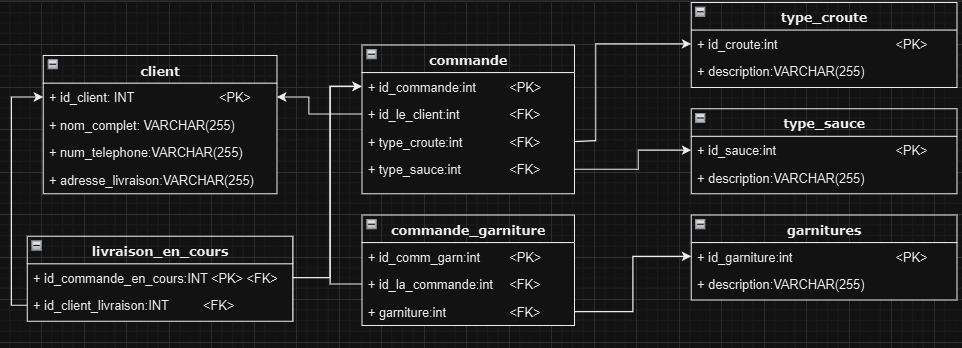 client
+ id_client: INT <PK>
+ nom_complet: VARCHAR(255)
+ num_telephone:VARCHAR(255)
+ adresse_livraison:VARCHAR(255)
livraison_en_cours
+ id_commande_en_cours:INT <PK> <FK>
+ id_client_livraison:INT <FK>
commande
+ id_commande:int <PK>
+ id_le_client:int <FK>
+ type_croute:int <FK>
+ type_sauce:int <FK>
commande_garniture
+ id_comm_garn:int <PK>
+ id_la_commande:int <FK>
+ garniture:int <FK>
type_croute
+ id_croute:int <PK>
+ description:VARCHAR(255)
type_sauce
+ id_sauce:int <PK>
+ description:VARCHAR(255)
garnitures
+ id_garniture:int <PK>
+ description:VARCHAR(255)